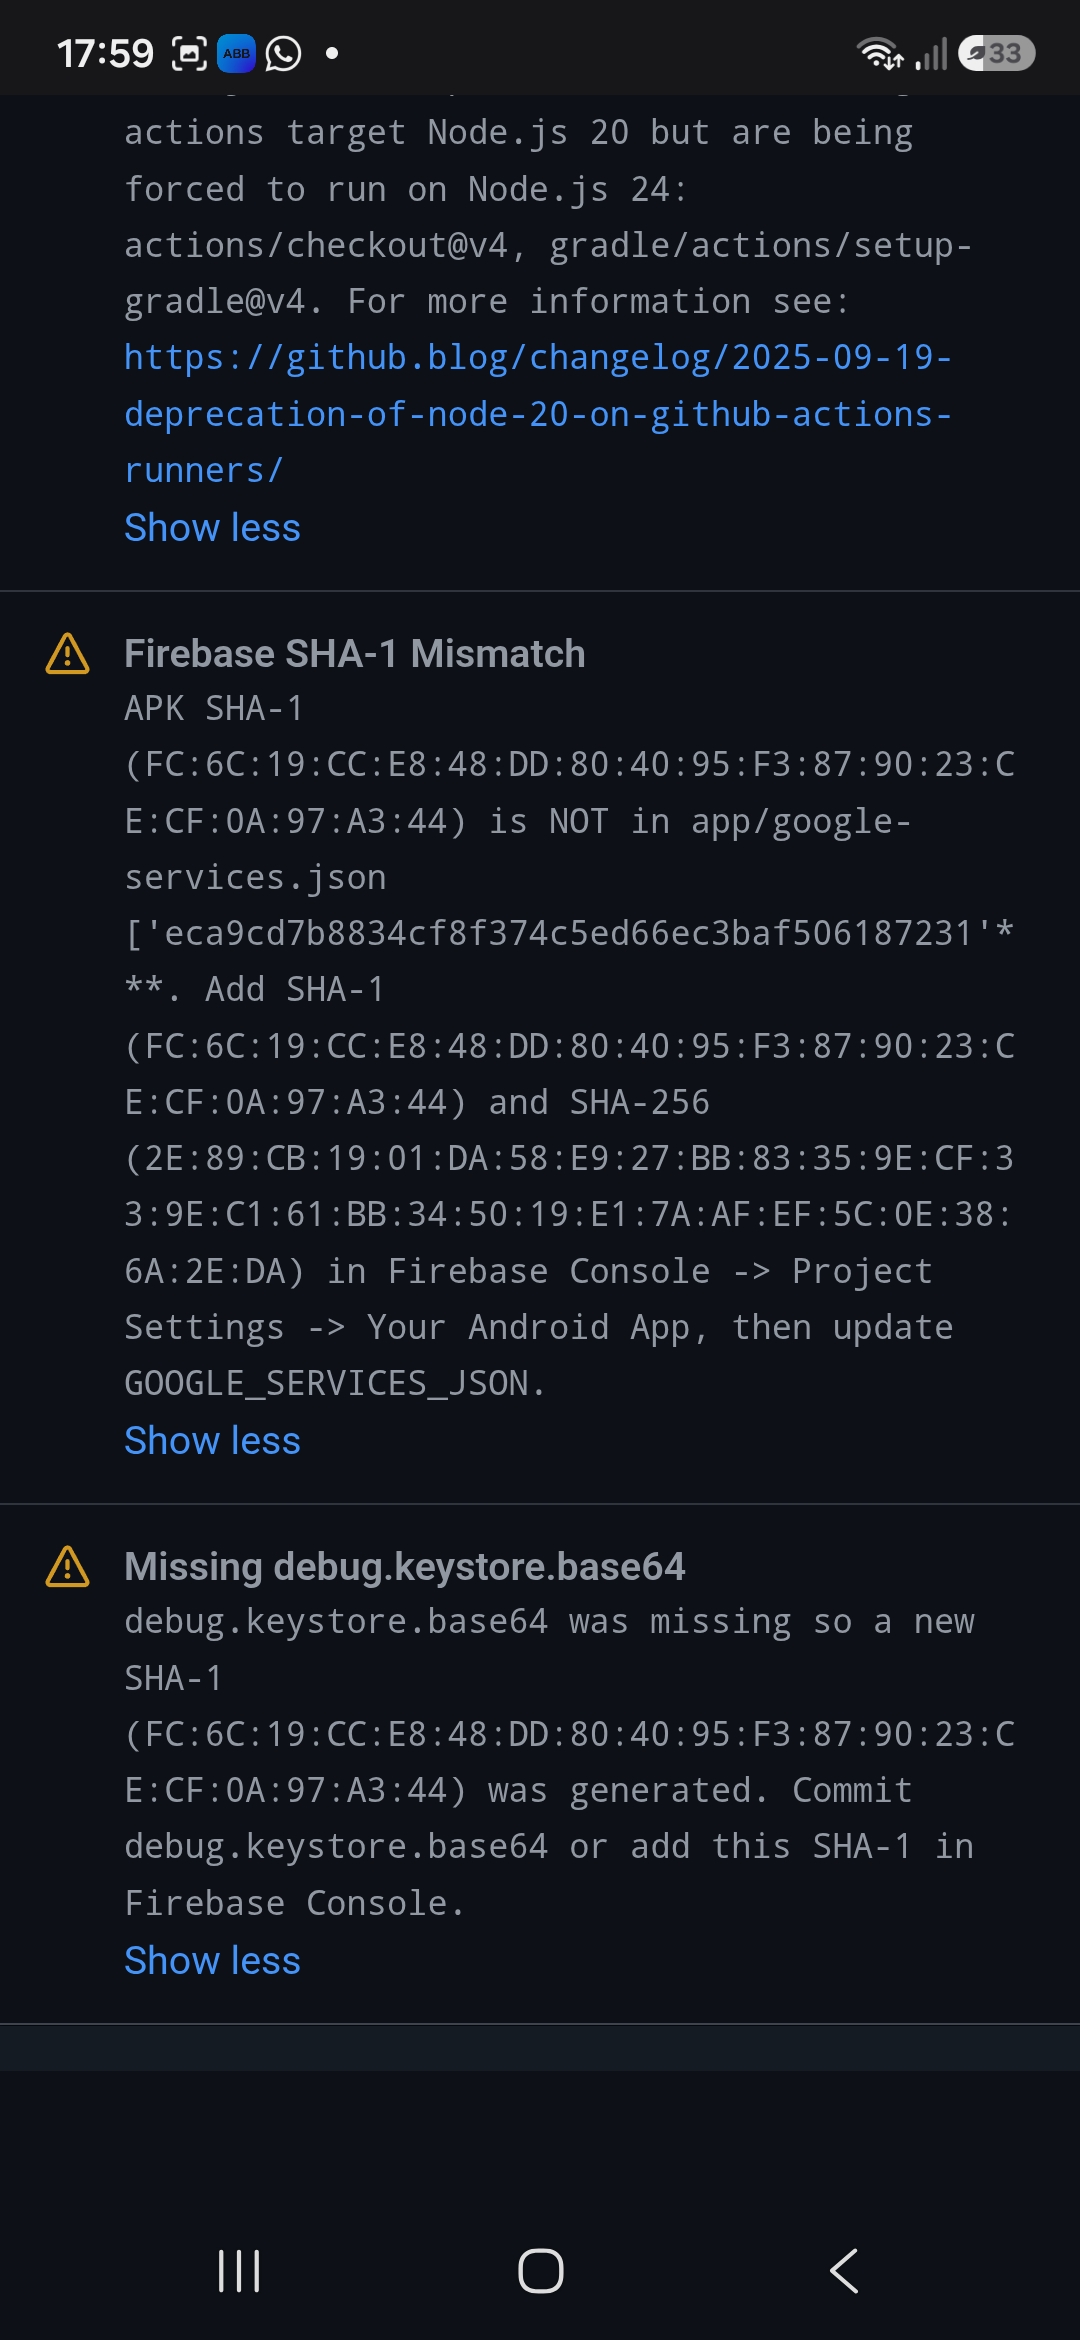 17:59
ABB
33
actions target Node.js 20 but are being
forced to run on Node.js 24:
actions/checkout@v4, gradle/actions/setup-
gradle@v4. For more information see:
https://github.blog/changelog/2025-09-19-
deprecation-of-node-20-on-github-actions-
runners/
Show less
Firebase SHA-1 Mismatch
APK SHA-1
(FC:6C:19:CC:E8:48:DD:80:40:95:F3:87:90:23:C
E:CF:0A:97:A3:44) is NOT in app/google-
services.json
['eca9cd7b8834cf8f374c5ed66ec3baf506187231'*
**. Add SHA-1
(FC:6C:19:CC:E8:48:DD:80:40:95:F3:87:90:23:C
E:CF:0A:97:A3:44) and SHA-256
(2E:89:CB:19:01:DA:58:E9:27:BB:83:35:9E:CF:3
3:9E:C1:61:BB:34:50:19:E1:7A:AF:EF:5C:0E:38:
6A:2E:DA) in Firebase Console -> Project
Settings -> Your Android App, then update
GOOGLE_SERVICES_JSON.
Show less
Missing debug.keystore.base64
debug.keystore.base64 was missing so a new
SHA-1
(FC:6C:19:CC:E8:48:DD:80:40:95:F3:87:90:23:C
E:CF:0A:97:A3:44) was generated. Commit
debug.keystore.base64 or add this SHA-1 in
Firebase Console.
Show less